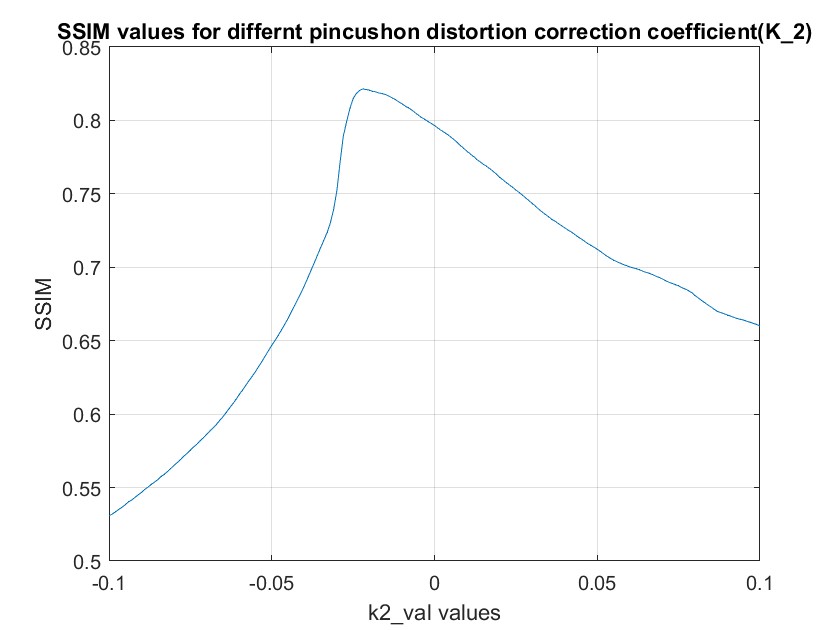 SSIM values for differnt pincushon distortion correction coefficient(K_2)
0.85
0.8
0.75
0.7
0.65
0.6
0.55
0.5
SSIM
-0.1 -0.05 0 0.05 0.1
k2_val values